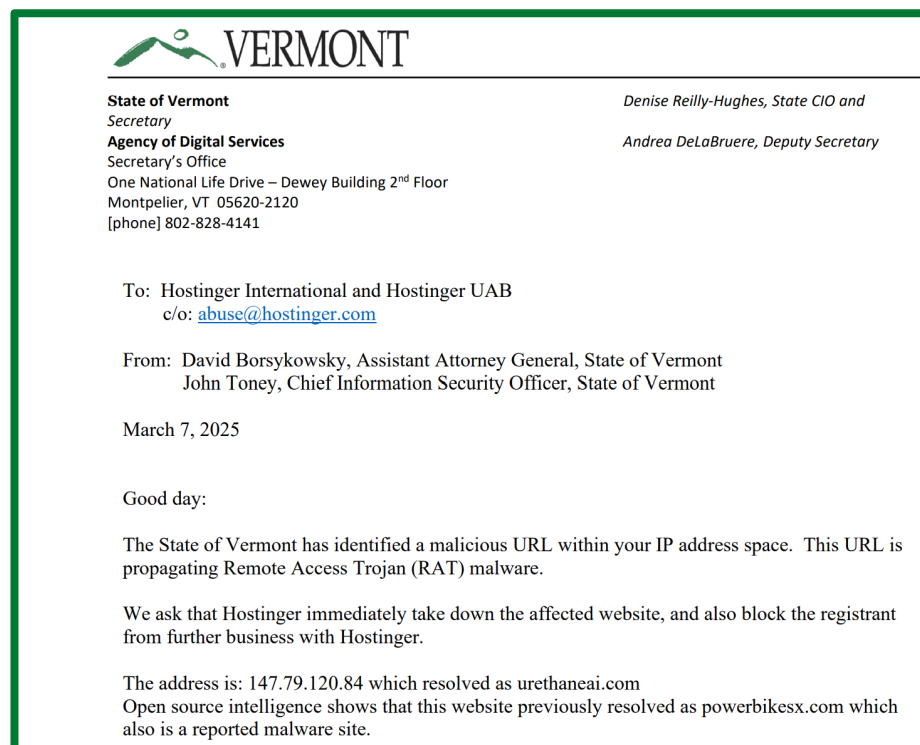 VERMONT
State of Vermont Denise Reilly-Hughes, State CIO and
Secretary
Agency of Digital Services Andrea DeLaBruere, Deputy Secretary
Secretary's Office
One National Life Drive – Dewey Building 2nd Floor
Montpelier, VT 05620-2120
[phone] 802-828-4141
To: Hostinger International and Hostinger UAB
c/o: abuse@hostinger.com
From: David Borsykowsky, Assistant Attorney General, State of Vermont
John Toney, Chief Information Security Officer, State of Vermont
March 7, 2025
Good day:
The State of Vermont has identified a malicious URL within your IP address space. This URL is
propagating Remote Access Trojan (RAT) malware.
We ask that Hostinger immediately take down the affected website, and also block the registrant
from further business with Hostinger.
The address is: 147.79.120.84 which resolved as urethaneai.com
Open source intelligence shows that this website previously resolved as powerbikesx.com which
also is a reported malware site.